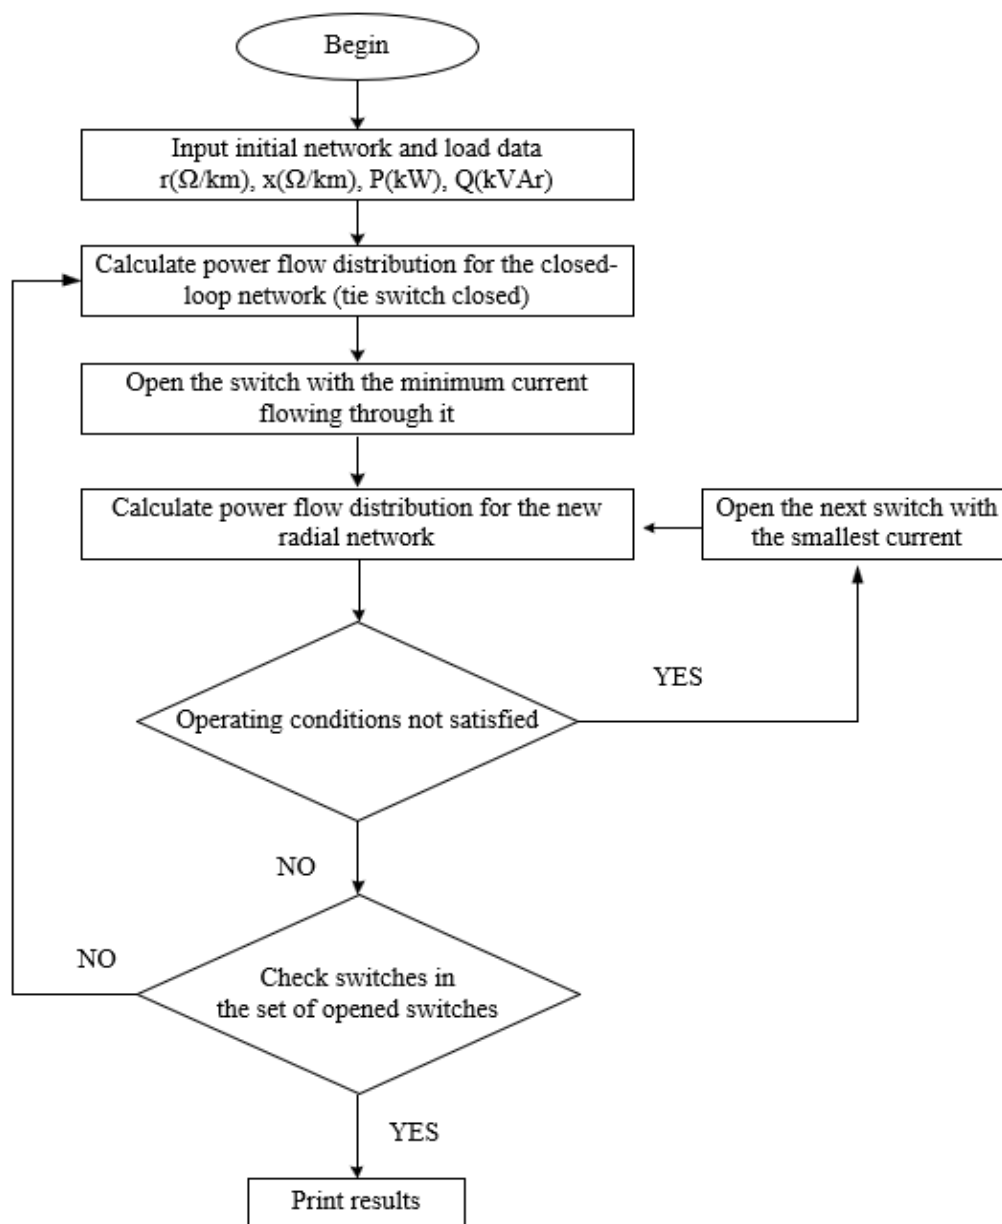 Begin
Input initial network and load data
r(Ω/km), x(Ω/km), P(kW), Q(kVAr)
Calculate power flow distribution for the closed-
loop network (tie switch closed)
Open the switch with the minimum current
flowing through it
Calculate power flow distribution for the new
radial network
Open the next switch with
the smallest current
YES
Operating conditions not satisfied
NO
NO
Check switches in
the set of opened switches
YES
Print results